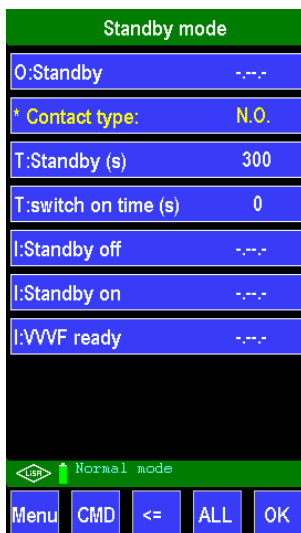 Standby mode
O:Standby -.--.-
* Contact type: N.O.
T:Standby (s) 300
T:switch on time (s) 0
I:Standby off -.--.-
I:Standby on -.--.-
I:VVVF ready -.--.-
LiSA Normal mode
Menu CMD <= ALL OK